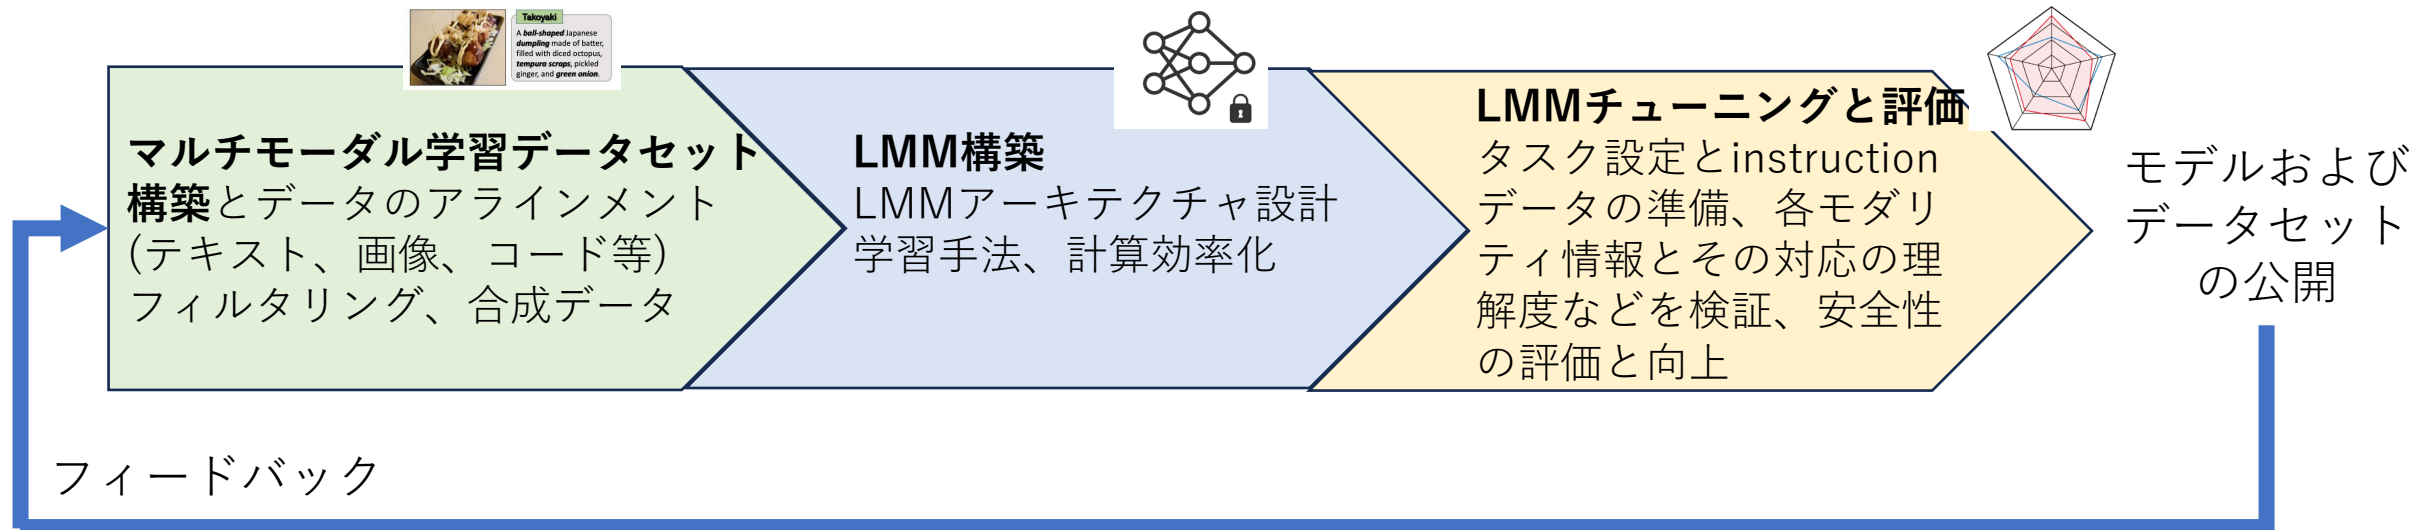 Takoyaki
A ball-shaped Japanese
dumpling made of batter,
filled with diced octopus,
tempura scraps, pickled
ginger, and green onion.
マルチモーダル学習データセット
構築とデータのアラインメント
(テキスト、画像、コード等)
フィルタリング、合成データ
LMM構築
LMMアーキテクチャ設計
学習手法、計算効率化
LMMチューニングと評価
タスク設定とinstruction
データの準備、各モダリ
ティ情報とその対応の理
解度などを検証、安全性
の評価と向上
モデルおよび
データセット
の公開
フィードバック